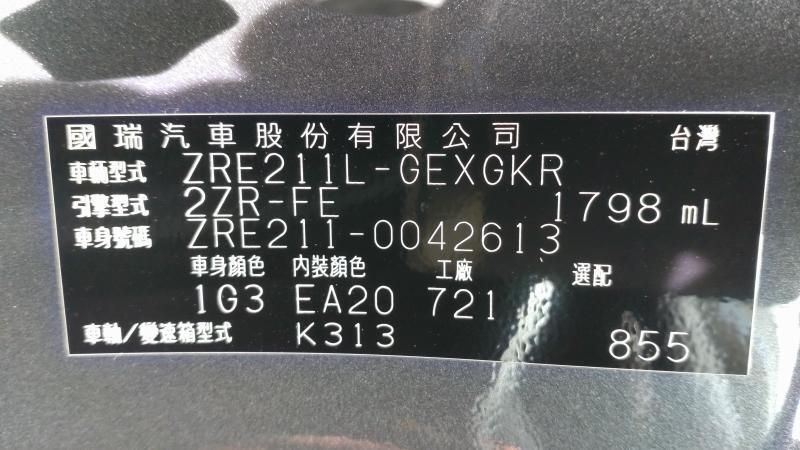 國瑞汽車股份有限公司 台灣
車輛型式 ZRE211L-GEXGKR
引擎型式 2ZR-FE 1798 mL
車身號碼 ZRE211-0042613
車身顏色 內裝顏色 工廠 選配
1G3 EA20 721
車軸/變速箱型式 K313 855